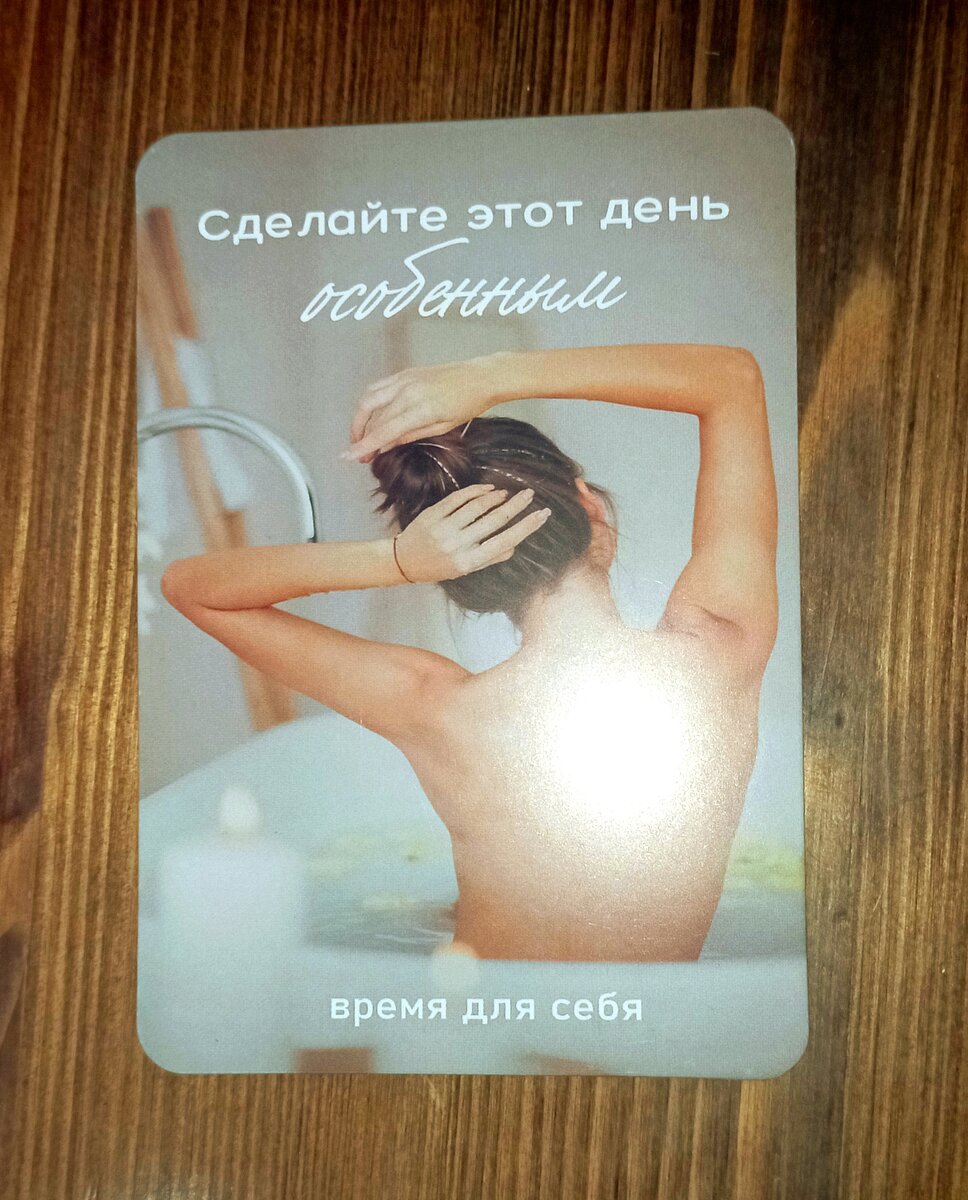 Сделайте этот день
особенным
время для себя